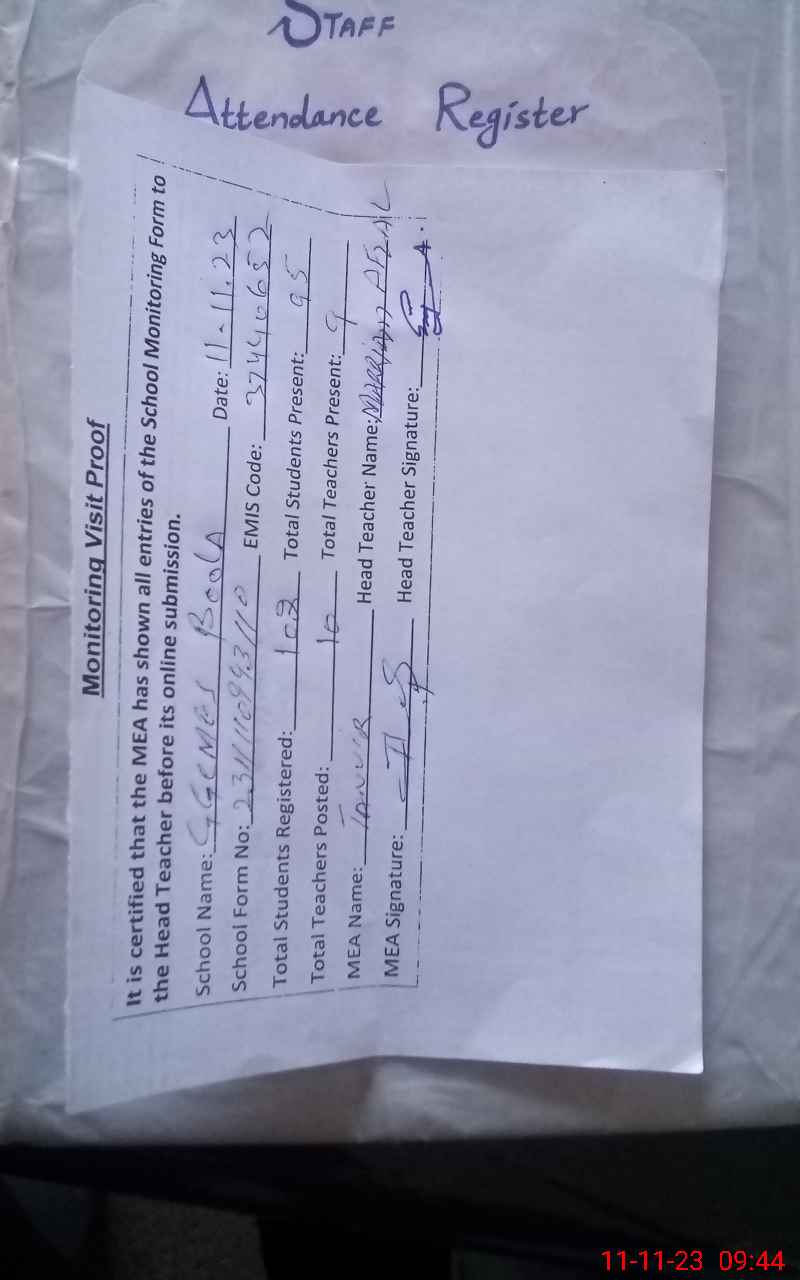 STAFF
Attendance Register
Monitoring Visit Proof
It is certified that the MEA has shown all entries of the School Monitoring Form to
the Head Teacher before its online submission.
School Name: GGCMES Date: 11.11.23
School Form No: EMIS Code: 37440652
Total Students Registered: 102 Total Students Present: 95
Total Teachers Posted: 10 Total Teachers Present: 9
MEA Name: Tanvir Head Teacher Name: MARRIAM AFZAL
MEA Signature: Head Teacher Signature:
11-11-23 09:44